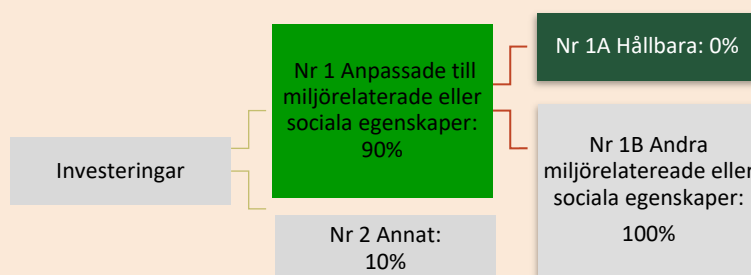 Investeringar
Nr 1 Anpassade till
miljörelaterade eller
sociala egenskaper:
90%
Nr 2 Annat:
10%
Nr 1A Hållbara: 0%
Nr 1B Andra
miljörelatereade eller
sociala egenskaper:
100%